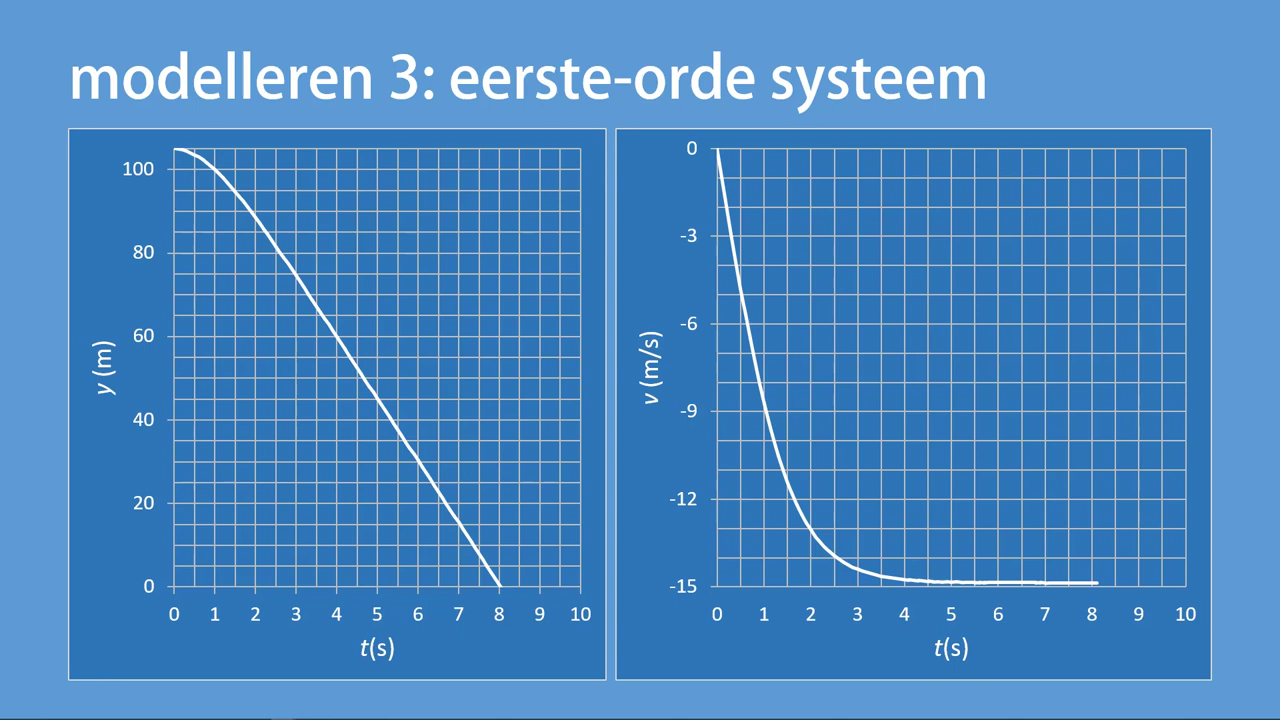 modelleren 3: eerste-orde systeem
100
80
60
40
20
0
y (m)
0 1 2 3 4 5 6 7 8 9 10
t(s)
0
-3
-6
-9
-12
-15
v (m/s)
0 1 2 3 4 5 6 7 8 9 10
t(s)